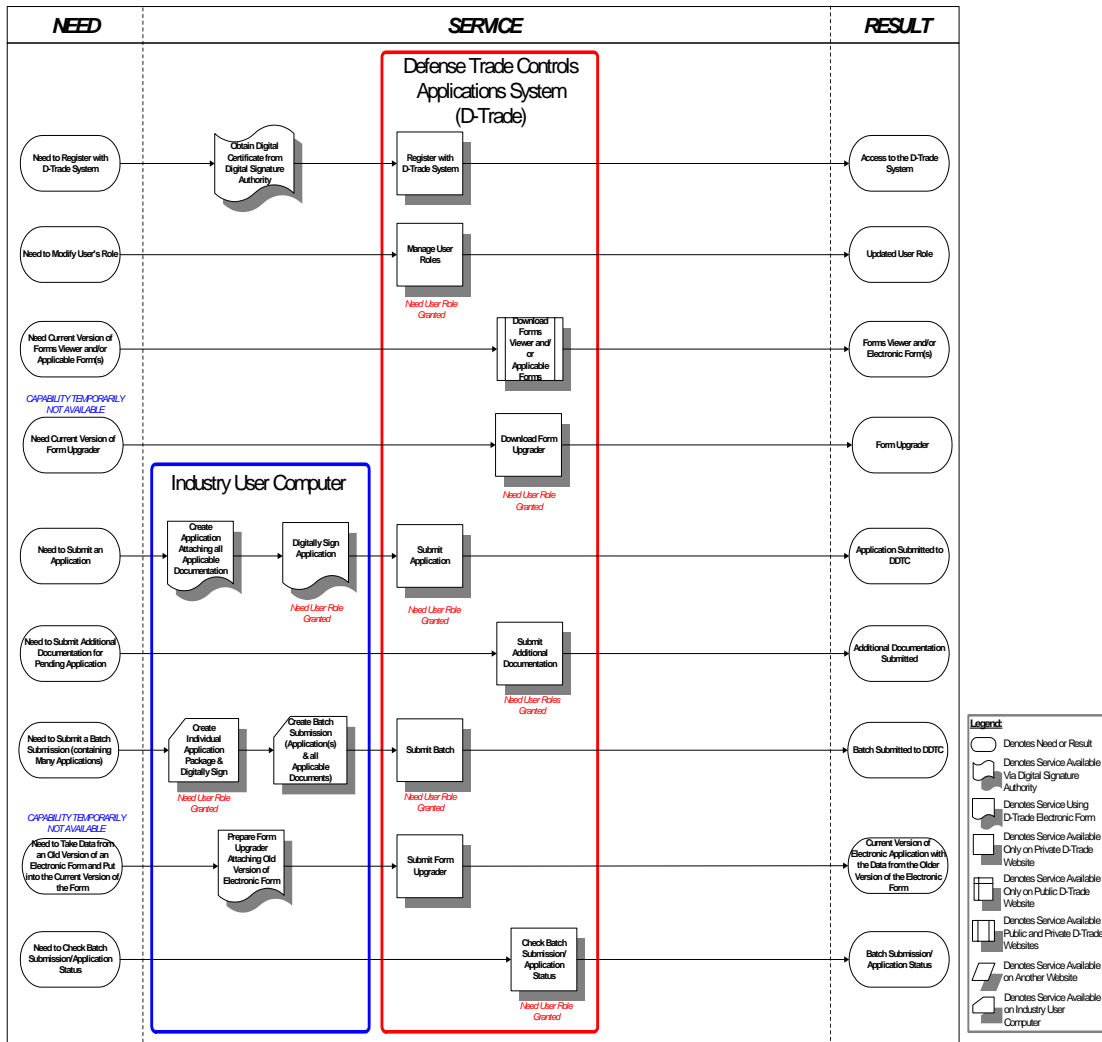 NEED
SERVICE
RESULT
Defense Trade Controls
Applications System
(D-Trade)
Need to Register with
D-Trade System
Obtain Digital
Certificate from
Digital Signature
Authority
Register with
D-Trade System
Access to the D-Trade
System
Need to Modify User's Role
Manage User
Roles
Need User Role
Granted
Updated User Role
Need Current Version of
Forms Viewer and/or
Applicable Form(s)
Download
Forms
Viewer and/
or
Applicable
Forms
Forms Viewer and/or
Electronic Form(s)
CAPABILITY TEMPORARILY
NOT AVAILABLE
Need Current Version of
Form Upgrader
Download Form
Upgrader
Need User Role
Granted
Form Upgrader
Industry User Computer
Need to Submit an
Application
Create
Application
Attaching all
Applicable
Documentation
Digitally Sign
Application
Need User Role
Granted
Submit
Application
Need User Role
Granted
Application Submitted to
DDTC
Need to Submit Additional
Documentation for
Pending Application
Submit
Additional
Documentation
Need User Roles
Granted
Additional Documentation
Submitted
Need to Submit a Batch
Submission (containing
Many Applications)
Create
Individual
Application
Package &
Digitally Sign
Need User Role
Granted
Create Batch
Submission
(Application(s)
& all
Applicable
Documents)
Submit Batch
Need User Role
Granted
Batch Submitted to DDTC
CAPABILITY TEMPORARILY
NOT AVAILABLE
Need to Take Data from
an Old Version of an
Electronic Form and Put
into the Current Version of
the Form
Prepare Form
Upgrader
Attaching Old
Version of
Electronic Form
Submit Form
Upgrader
Current Version of
Electronic Application with
the Data from the Older
Version of the Electronic
Form
Need to Check Batch
Submission/Application
Status
Check Batch
Submission/
Application
Status
Need User Role
Granted
Batch Submission/
Application Status
Legend:
Denotes Need or Result
Denotes Service Available
Via Digital Signature
Authority
Denotes Service Using
D-Trade Electronic Form
Denotes Service Available
Only on Private D-Trade
Website
Denotes Service Available
Only on Public D-Trade
Website
Denotes Service Available
Public and Private D-Trade
Websites
Denotes Service Available
on Another Website
Denotes Service Available
on Industry User
Computer